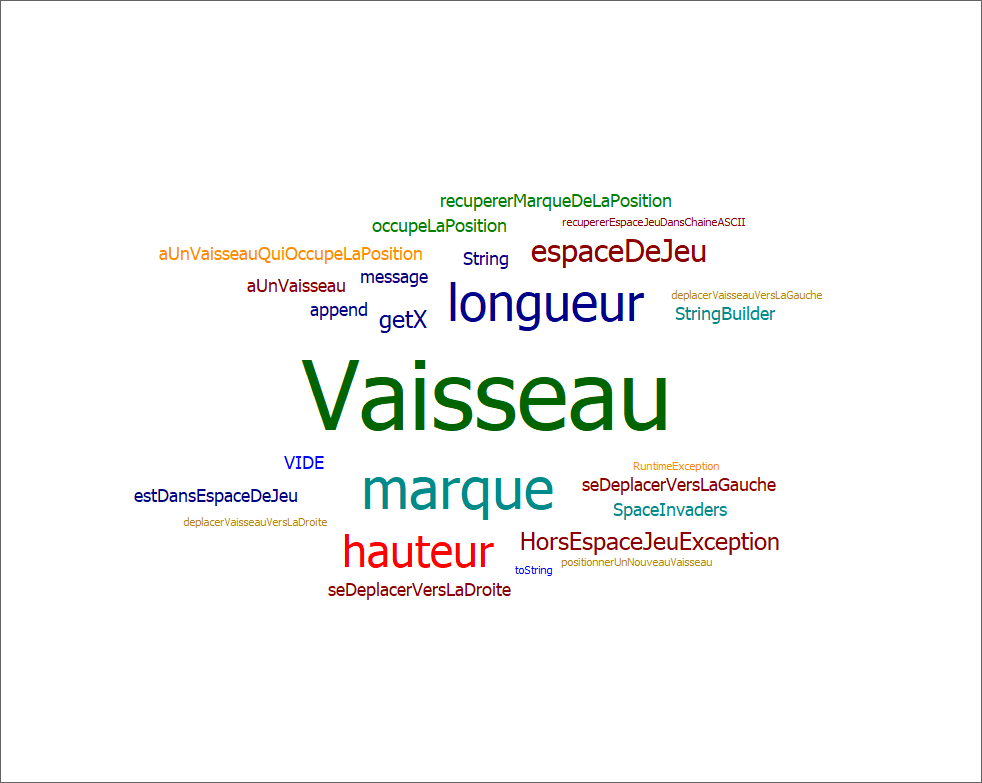 recupererMarqueDeLaPosition
occupeLaPosition
recupererEspaceJeuDansChaineASCII
aUnVaisseauQuiOccupeLaPosition
String
espaceDeJeu
aUnVaisseau
message
append
getX
longueur
deplacerVaisseauVersLaGauche
StringBuilder
Vaisseau
VIDE
estDansEspaceDeJeu
marque
RuntimeException
seDeplacerVersLaGauche
SpaceInvaders
deplacerVaisseauVersLaDroite
hauteur
HorsEspaceJeuException
toString
positionnerUnNouveauVaisseau
seDeplacerVersLaDroite